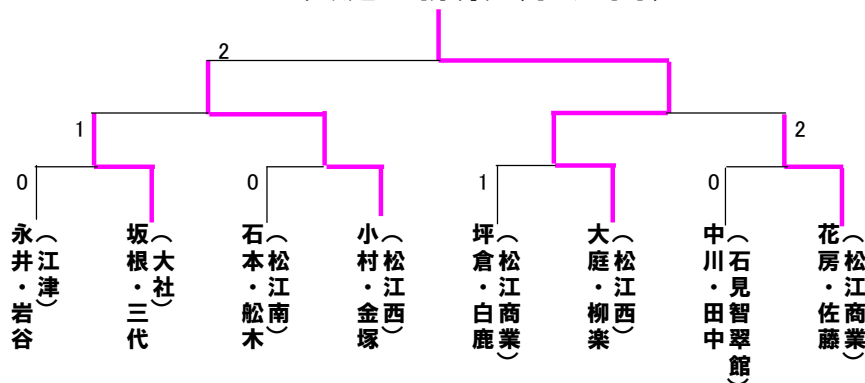 2
1
2
0
0
1
0
永井・岩谷
(江津)
坂根・三代
(大社)
石本・舩木
(松江南)
小村・金塚
(松江西)
坪倉・白鹿
(松江商業)
大庭・柳楽
(松江西)
中川・田中
(石見智翠館)
花房・佐藤
(松江商業)